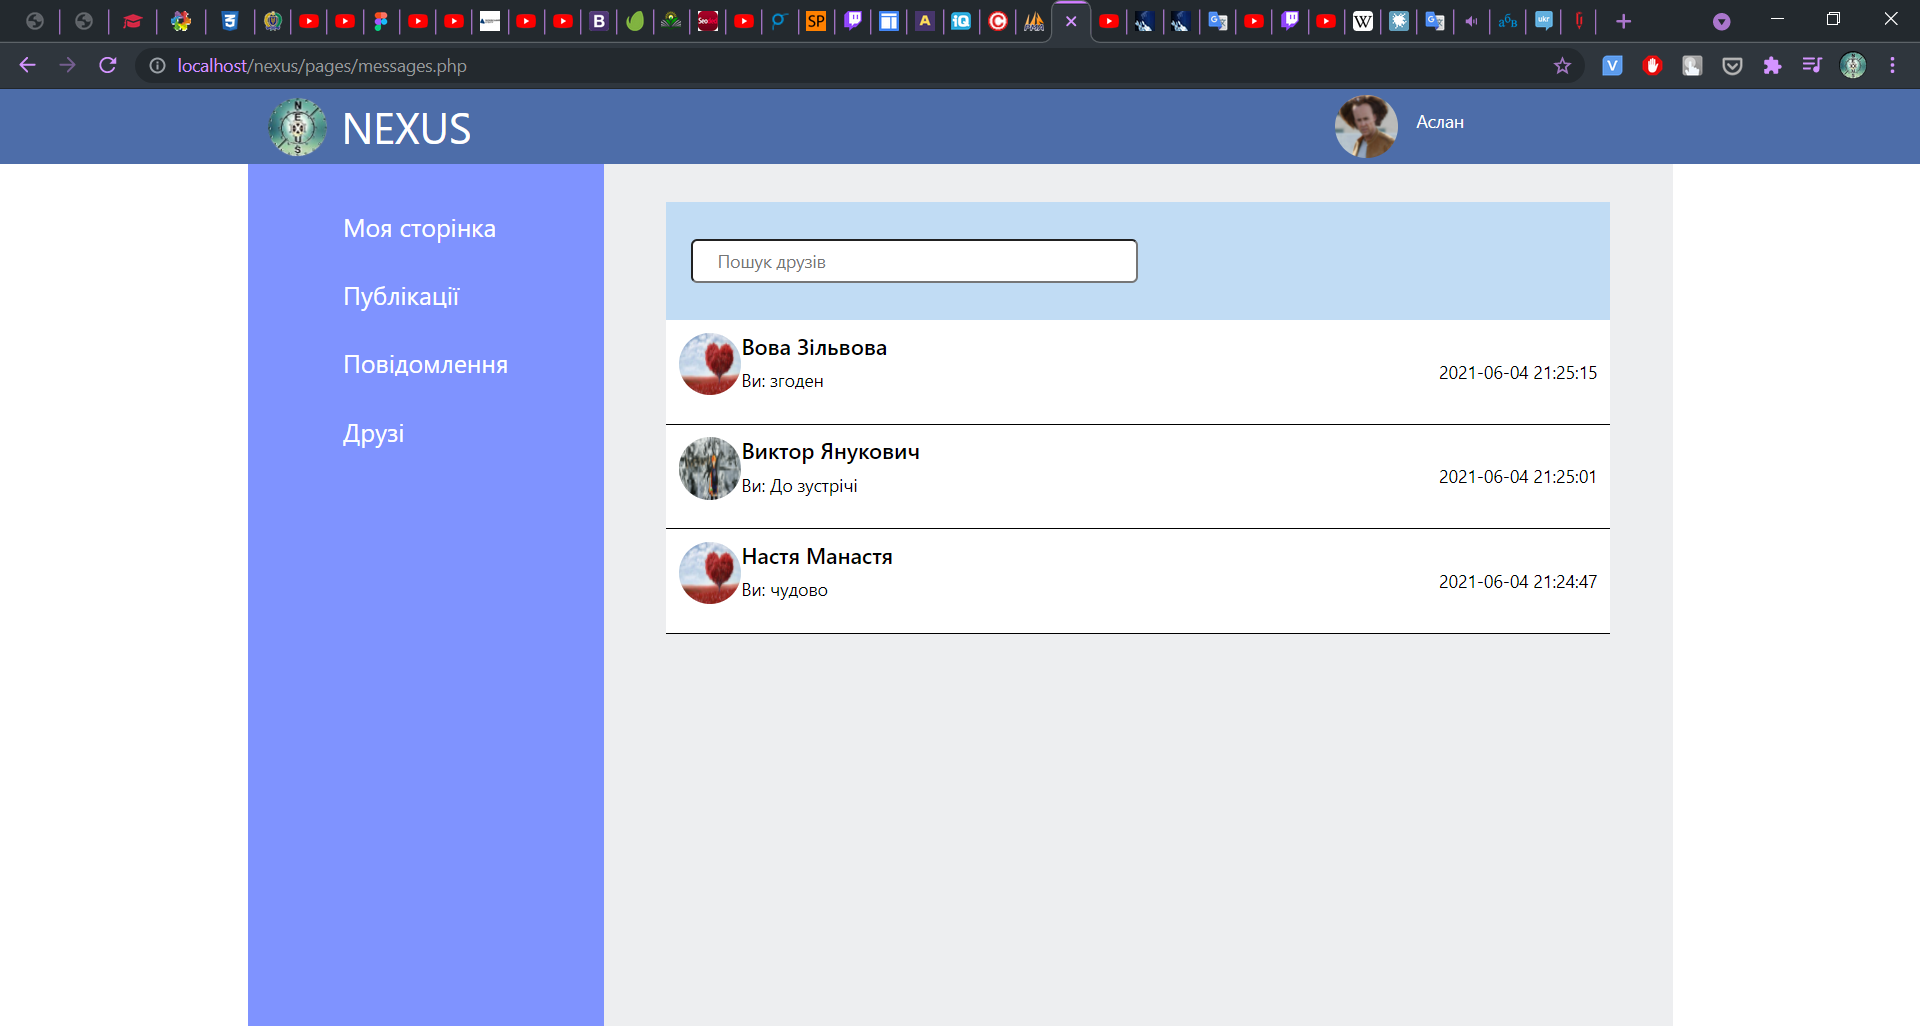 localhost/nexus/pages/messages.php
NEXUS
Аслан
Моя сторінка
Публікації
Повідомлення
Друзі
Пошук друзів
Вова Зільвова
Ви: згоден
2021-06-04 21:25:15
Виктор Янукович
Ви: До зустрічі
2021-06-04 21:25:01
Настя Манастя
Ви: чудово
2021-06-04 21:24:47